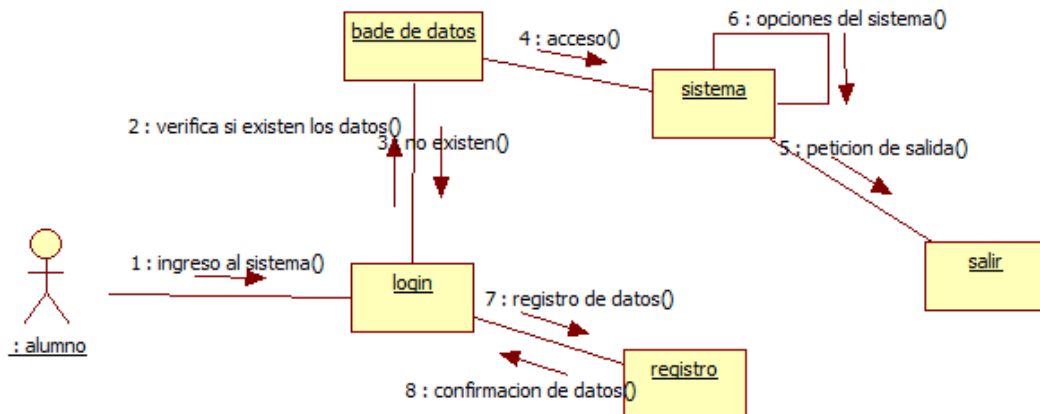 6 : opciones del sistema()
bade de datos
4 : acceso()
sistema
2 : verifica si existen los datos()
3 : no existen()
5 : peticion de salida()
1 : ingreso al sistema()
login
salir
7 : registro de datos()
: alumno
registro
8 : confirmacion de datos()